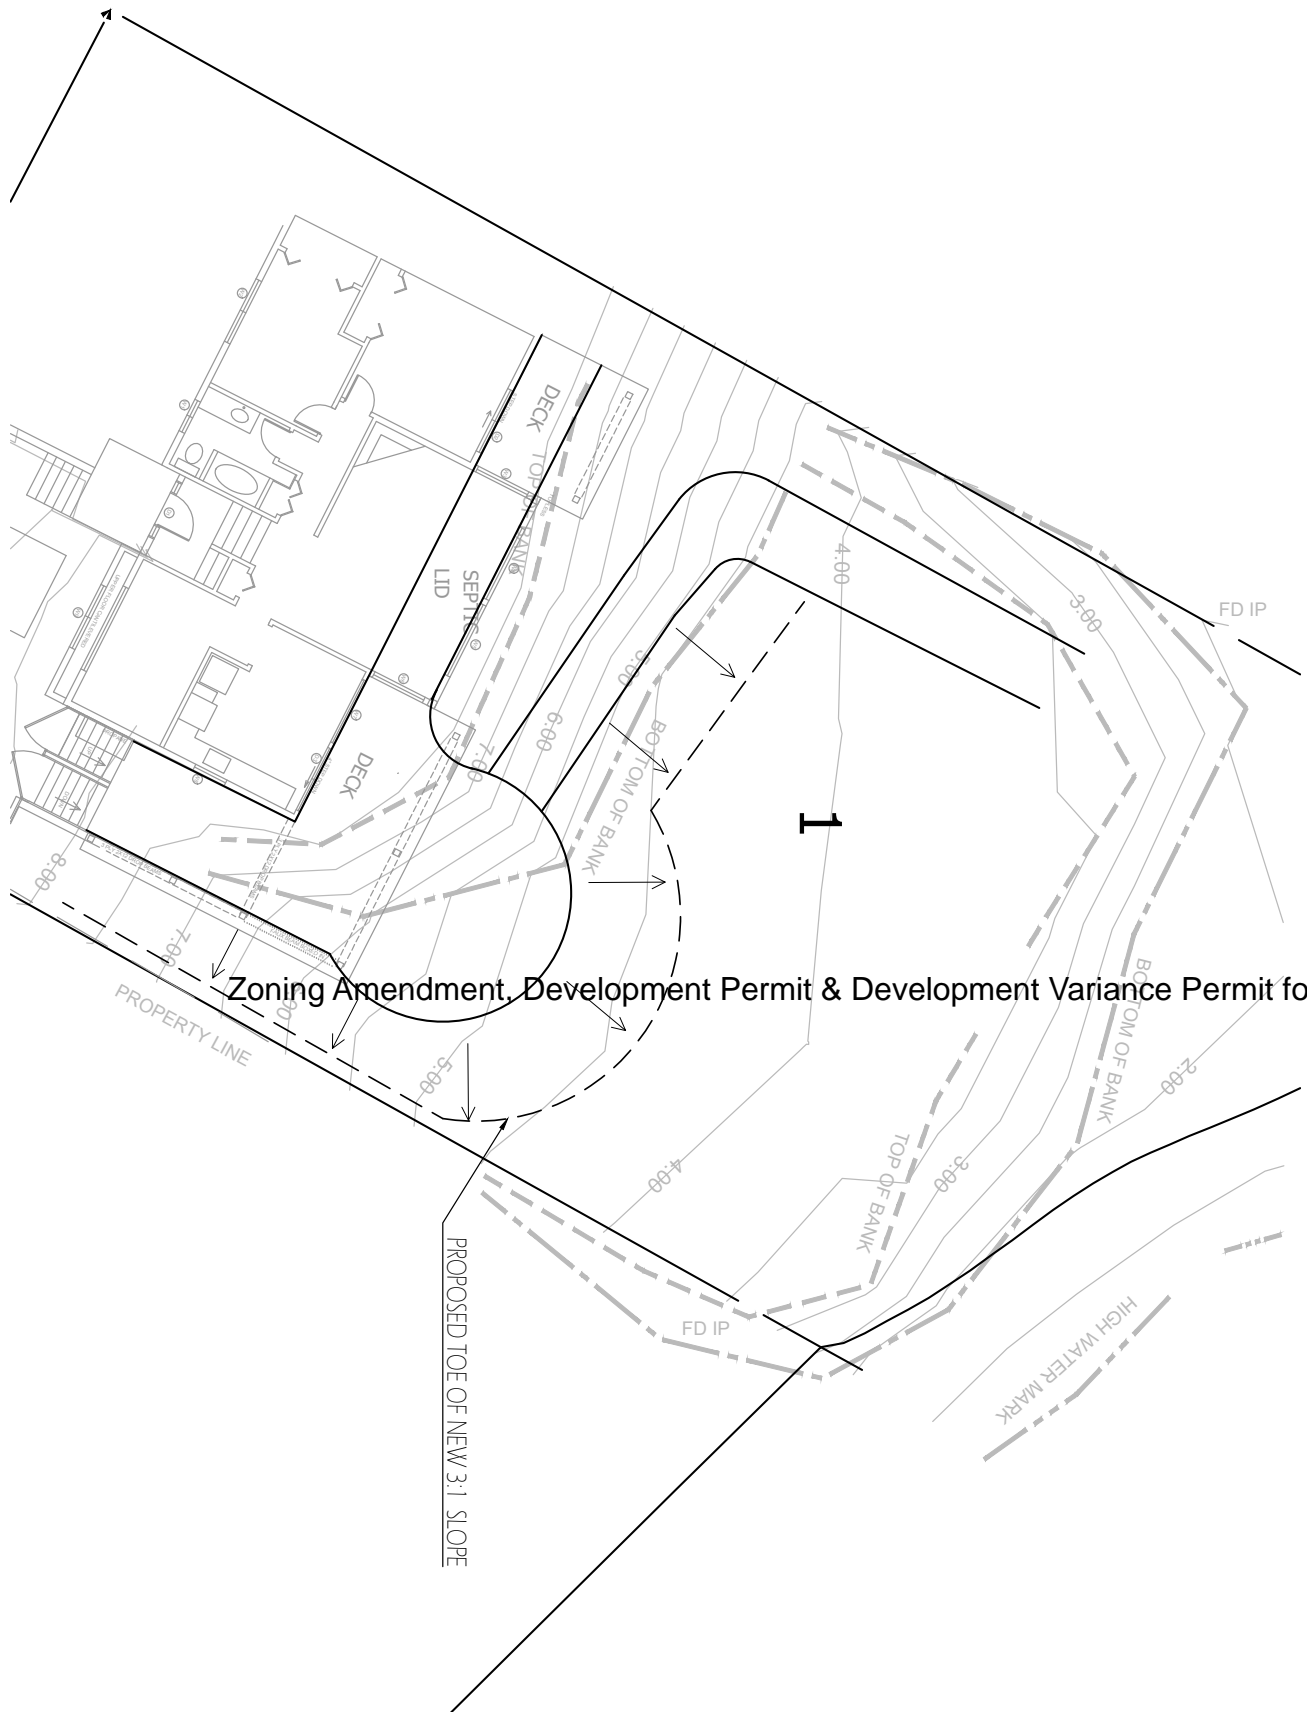 DECK
TOP OF BANK
SEPTIC
LID
4.00
3.00
FD IP
5.00
6.00
7.00
BOTTOM OF BANK
DECK
1
8.00
7.00
6.00
PROPERTY LINE
Zoning Amendment, Development Permit & Development Variance Permit fo
BOTTOM OF BANK
5.00
2.00
4.00
TOP OF BANK
3.00
PROPOSED TOE OF NEW 3:1 SLOPE
FD IP
HIGH WATER MARK